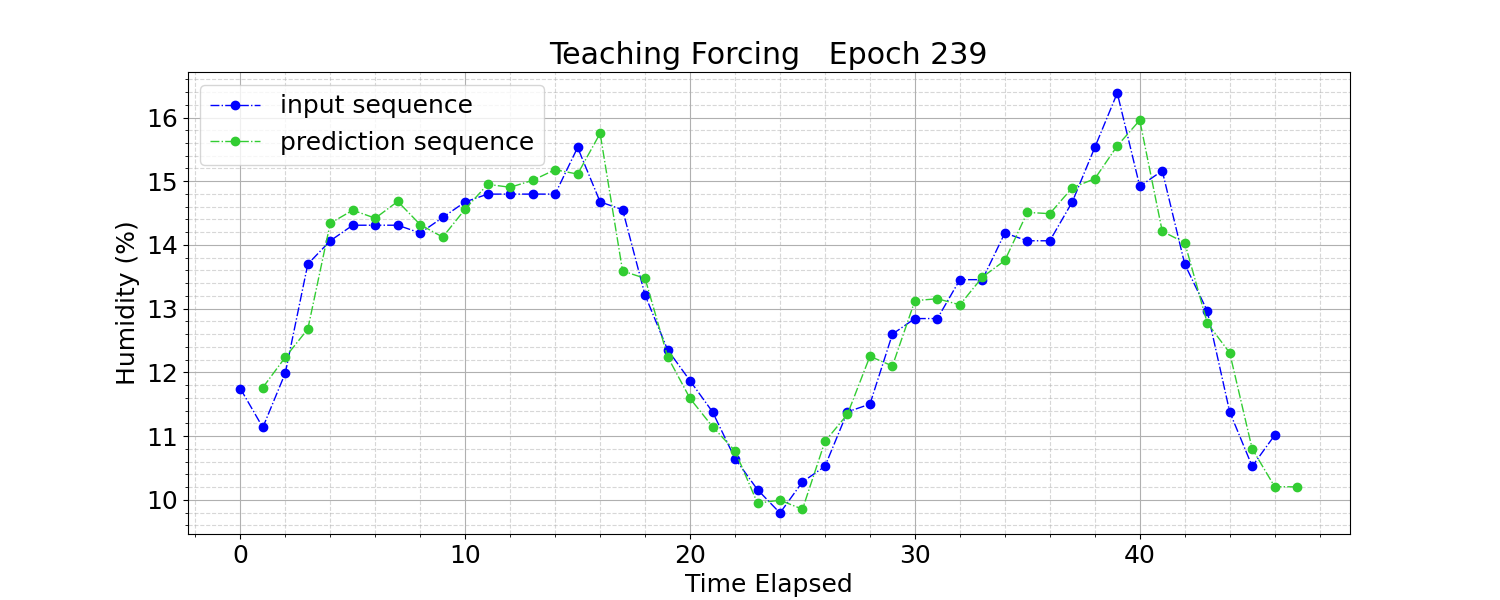 Teaching Forcing   Epoch 239
input sequence
prediction sequence
Humidity (%)
16
15
14
13
12
11
10
0 10 20 30 40
Time Elapsed